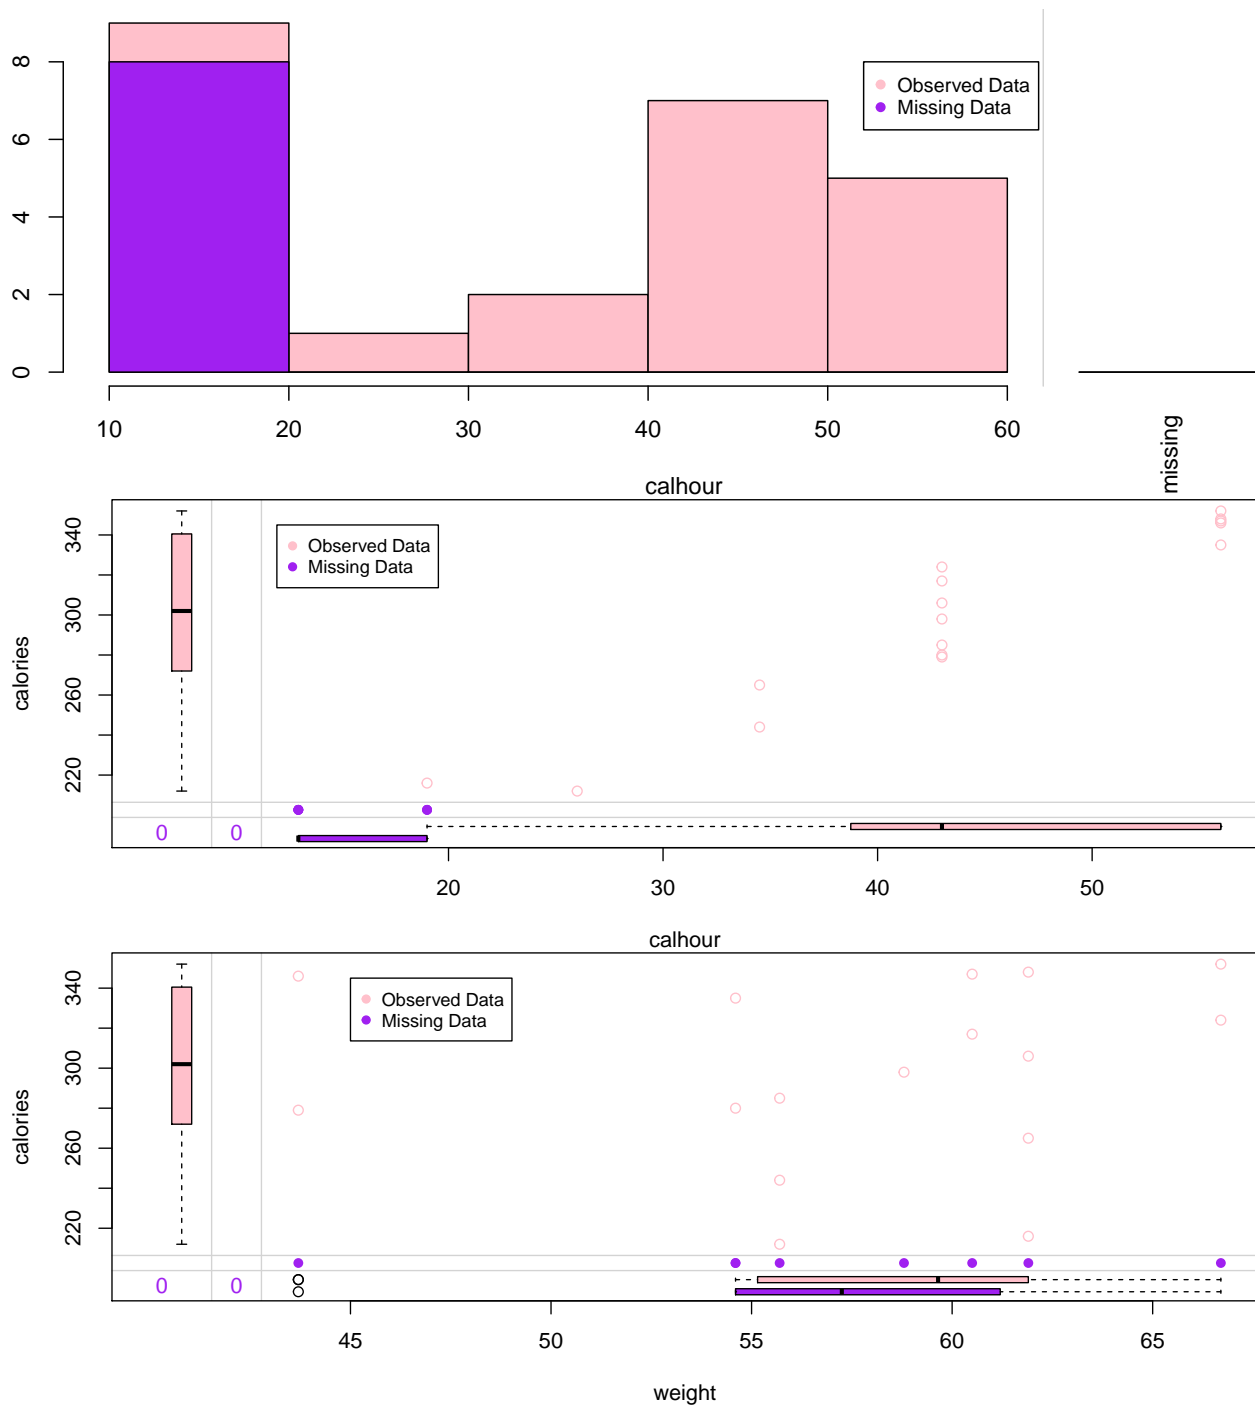 8
6
4
2
0
Observed Data
Missing Data
10 20 30 40 50 60
missing
calhour
340
300
260
220
calories
Observed Data
Missing Data
0 0
20 30 40 50
calhour
340
300
260
220
calories
Observed Data
Missing Data
0 0
45 50 55 60 65
weight